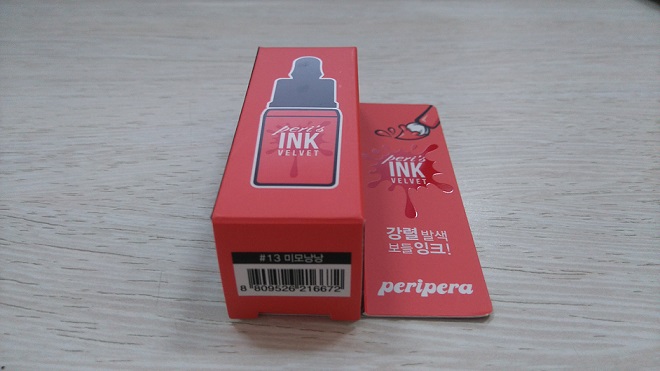 peri's
INK
VELVET
#13 미모낭낭
8 809526 216672
peri's
INK
VELVET
강렬 발색
보들잉크!
peripera